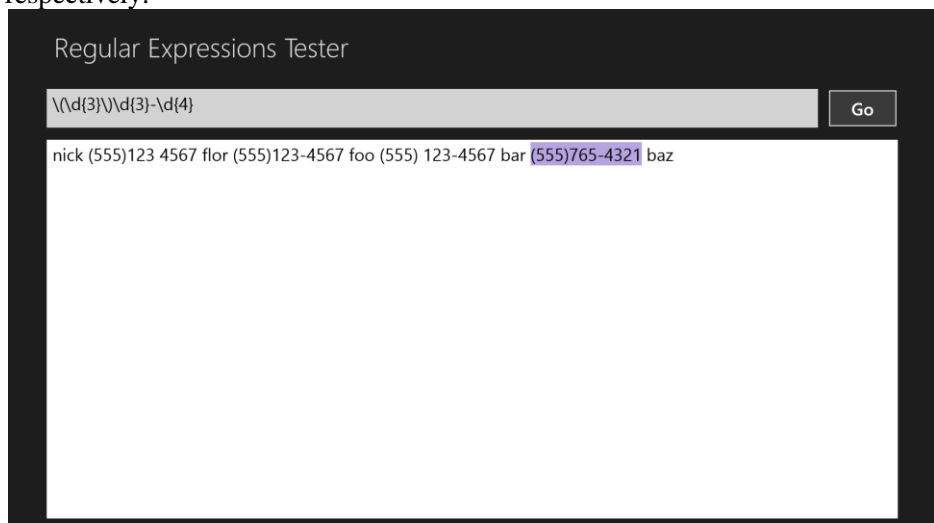 respectively.
Regular Expressions Tester
\(\d{3}\)\d{3}-\d{4}
Go
nick (555)123 4567 flor (555)123-4567 foo (555) 123-4567 bar (555)765-4321 baz